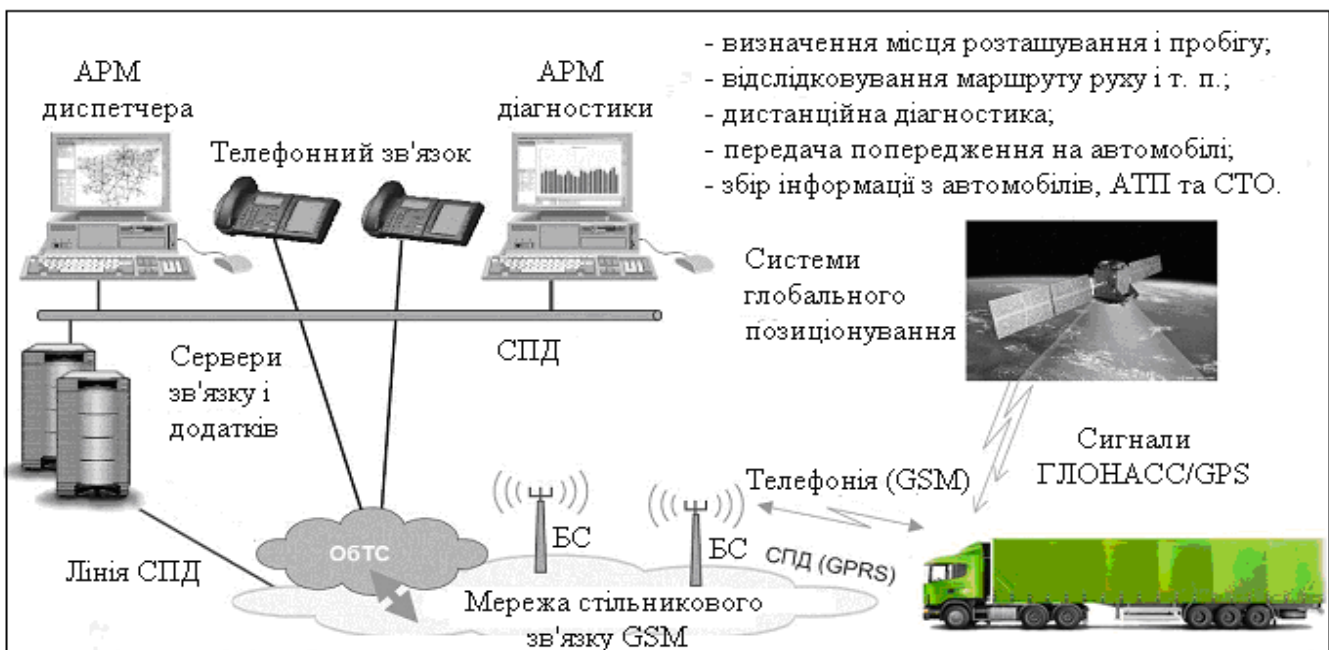 - визначення місця розташування і пробігу;
- відслідковування маршруту руху і т. п.;
- дистанційна діагностика;
- передача попередження на автомобілі;
- збір інформації з автомобілів, АТП та СТО.
АРМ
диспетчера
АРМ
діагностики
Телефонний зв'язок
Системи
глобального
позиціонування
Сервери
зв'язку і
додатків
СПД
Сигнали
ГЛОНАСС/GPS
Телефонія (GSM)
СПД (GPRS)
БС
БС
ОбТС
Лінія СПД
Мережа стільникового
зв'язку GSM